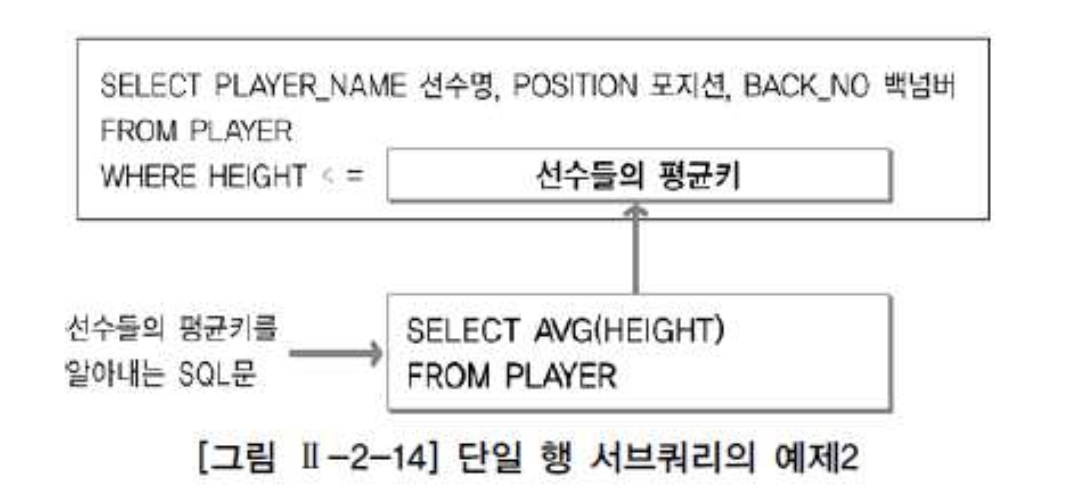 SELECT PLAYER_NAME 선수명, POSITION 포지션, BACK_NO 백넘버
FROM PLAYER
WHERE HEIGHT < = 선수들의 평균키
선수들의 평균키를
알아내는 SQL문
SELECT AVG(HEIGHT)
FROM PLAYER
[그림 Ⅱ-2-14] 단일 행 서브쿼리의 예제2